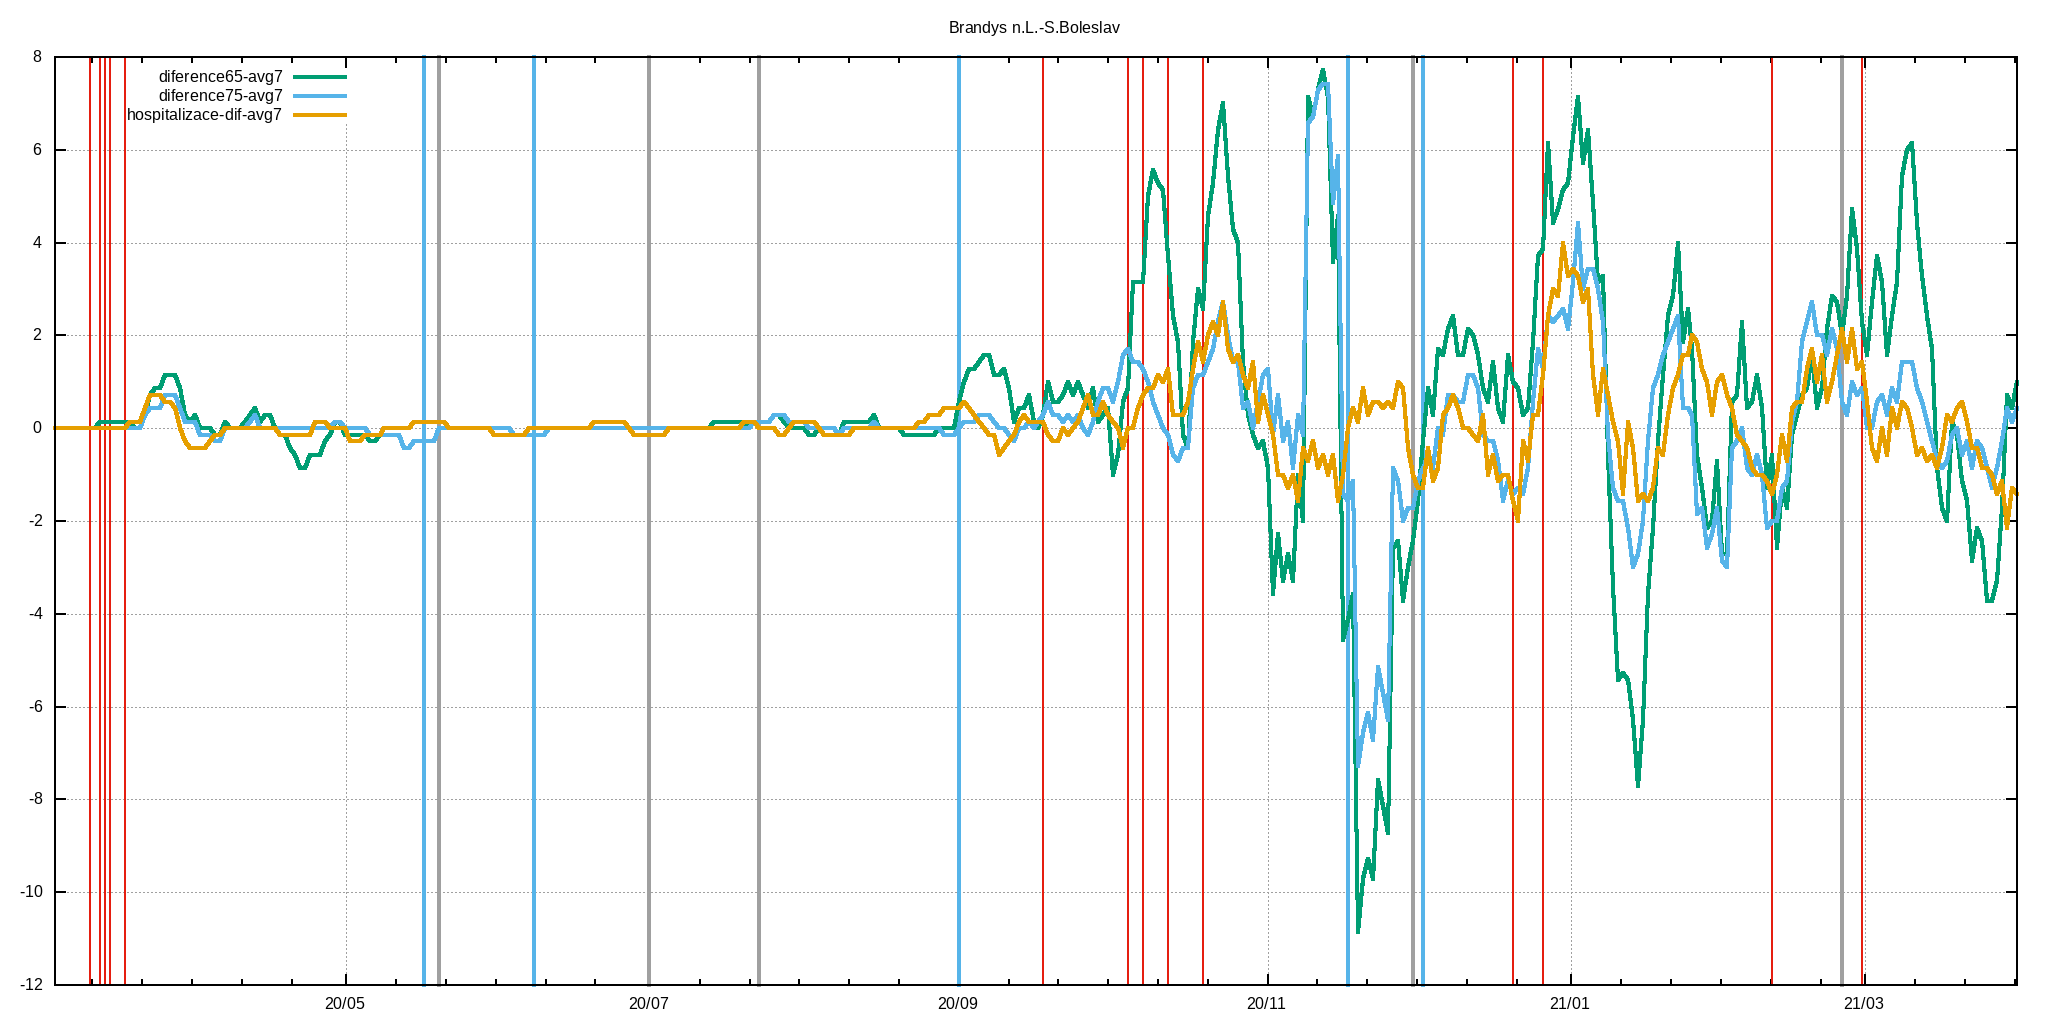 Brandys n.L.-S.Boleslav
diference65-avg7
diference75-avg7
hospitalizace-dif-avg7
8
6
4
2
0
-2
-4
-6
-8
-10
-12
20/05 20/07 20/09 20/11 21/01 21/03